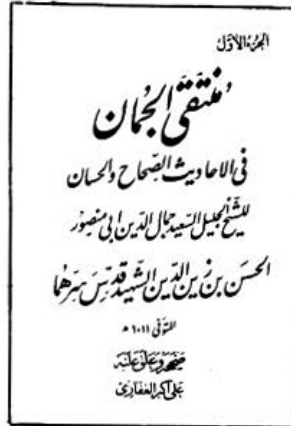 الجزء الأول
منتقى الجمان
في الاحاديث الصحاح والحسان
للشيخ الجليل السعيد جمال الدين ابي منصور
الحسن بن زين الدين الشهيد قدس سرهما
المتوفى ١٠١١ ه
صححه وعلق عليه
علي اكبر الغفاري